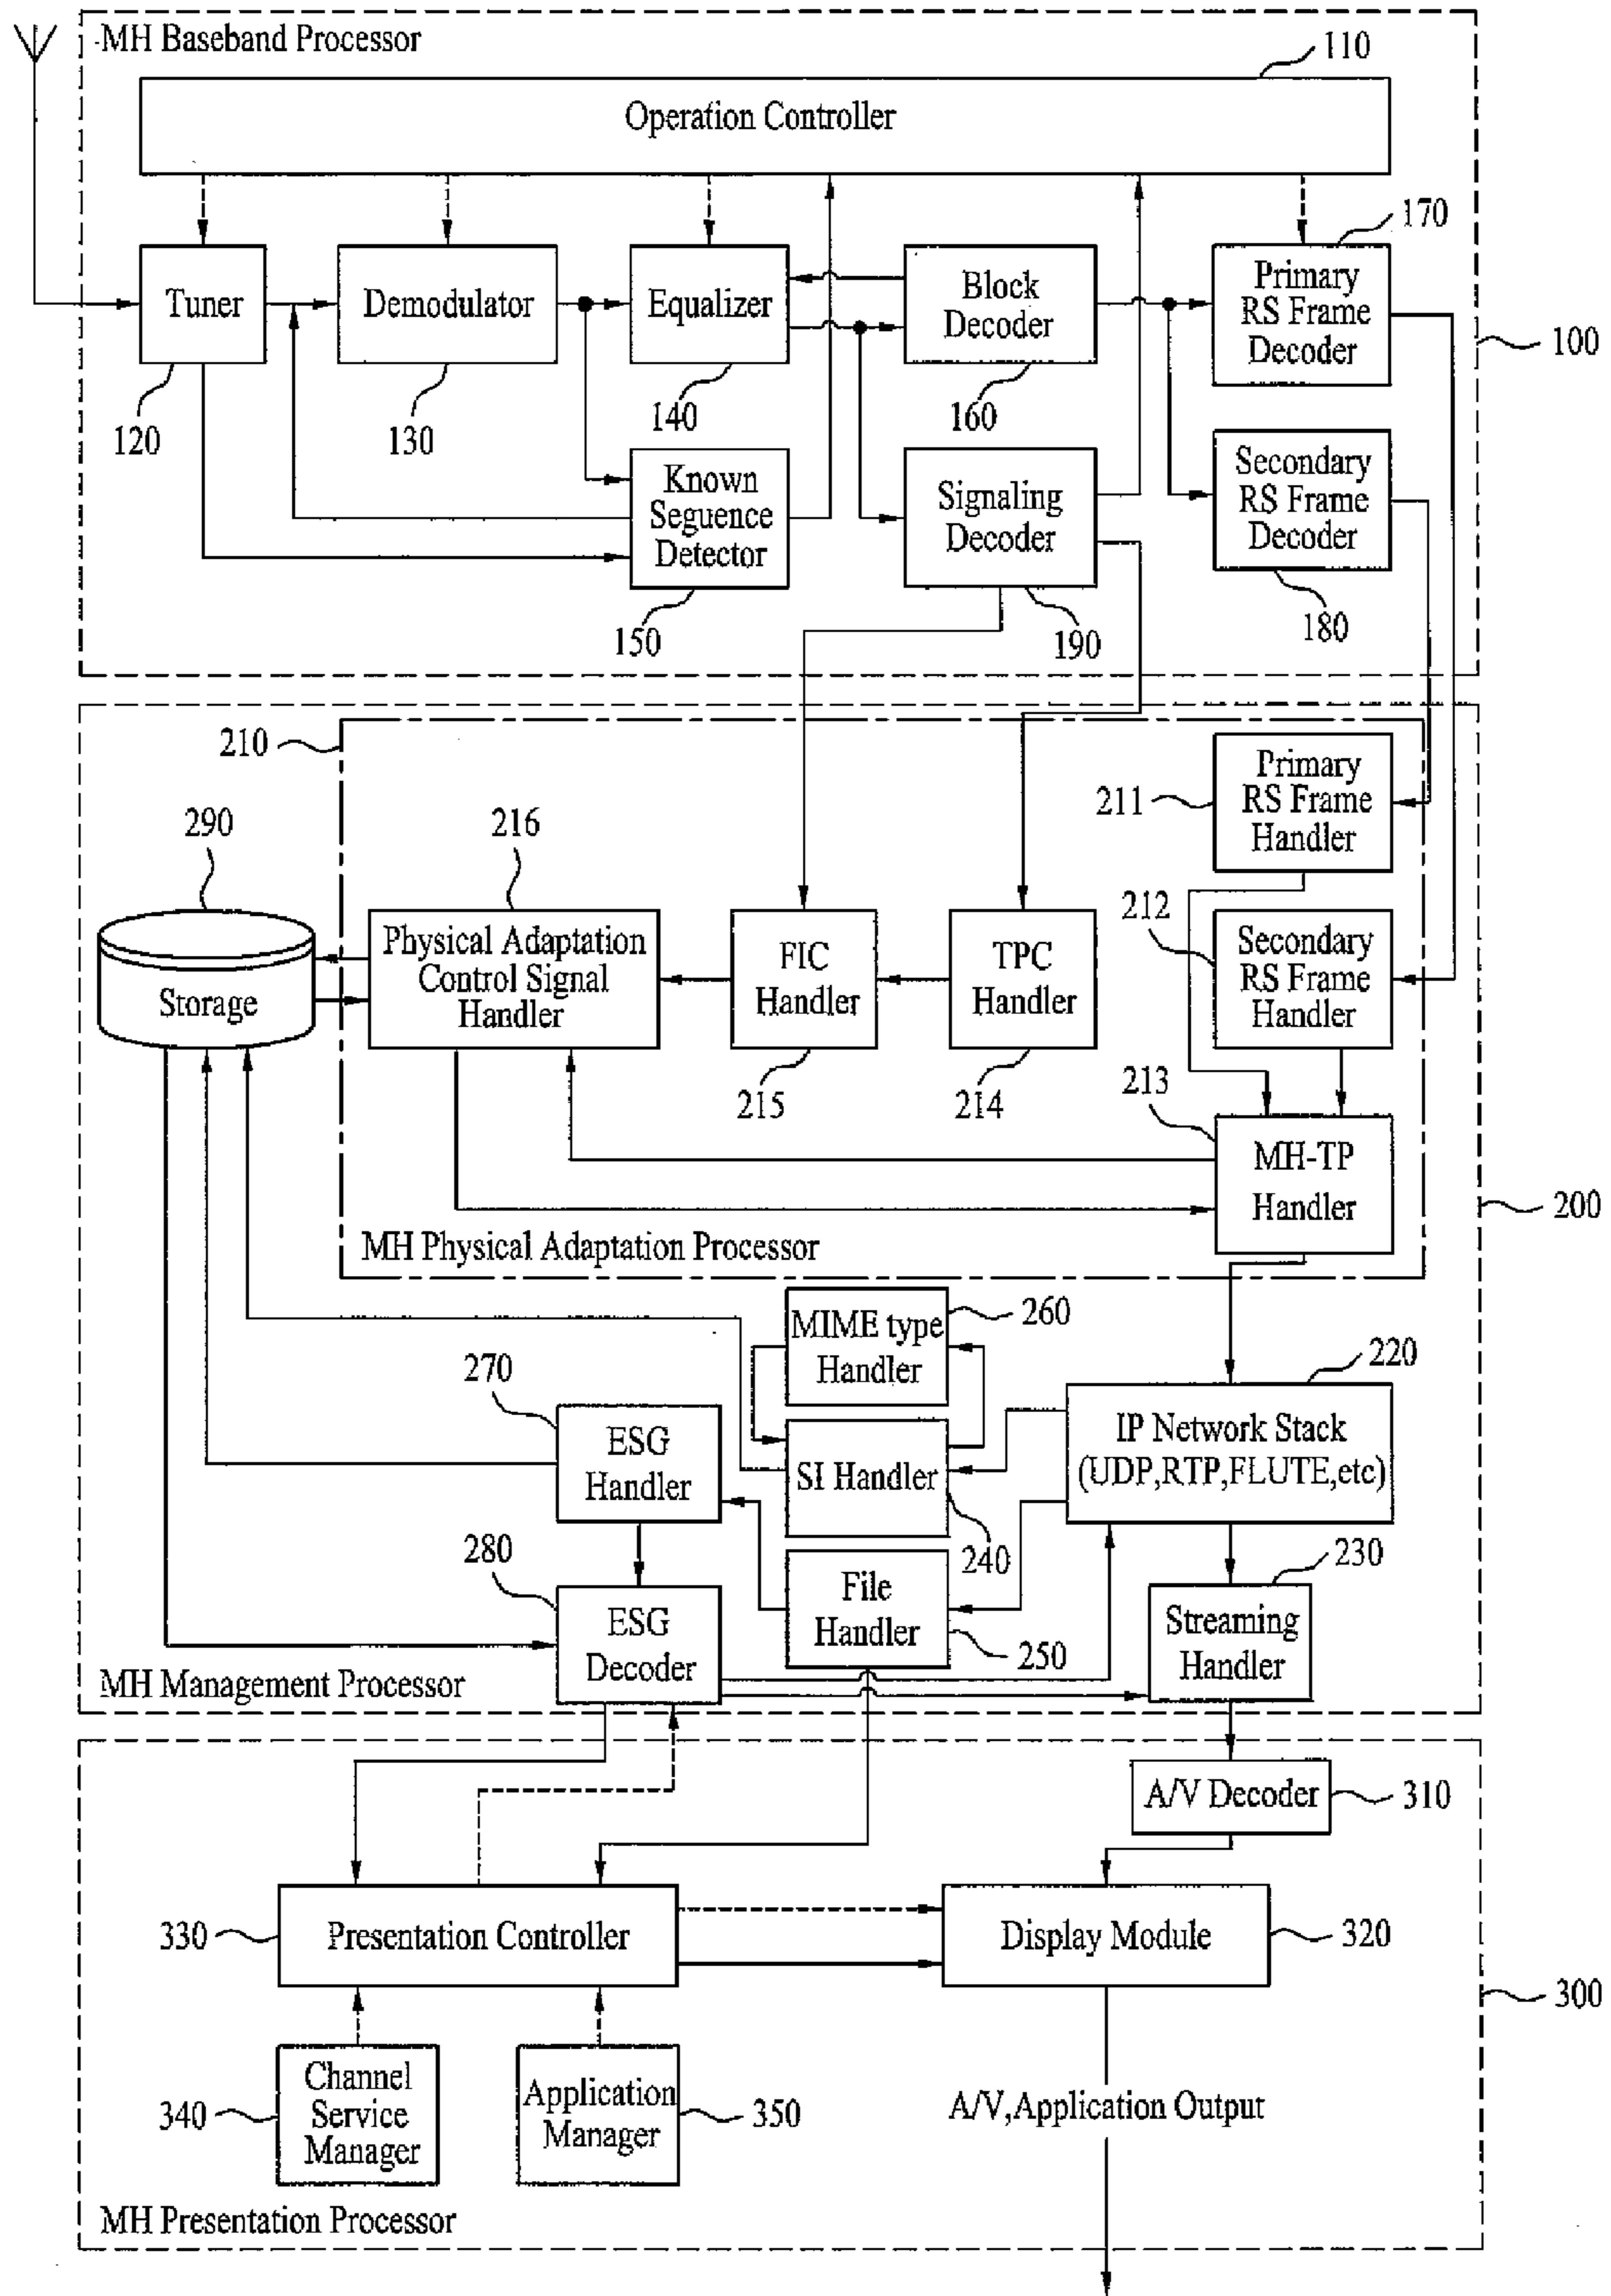 MH Baseband Processor
110
Operation Controller
170
Tuner
Demodulator
Equalizer
Block
Decoder
Primary
RS Frame
Decoder
100
120
130
140
160
Known
Seguence
Detector
Signaling
Decoder
Secondary
RS Frame
Decoder
150
190
180
210
Primary
RS Frame
Handler
211
290
216
212
Storage
Physical Adaptation
Control Signal
Handler
FIC
Handler
TPC
Handler
Secondary
RS Frame
Handler
215
214
213
MH-TP
Handler
200
MH Physical Adaptation Processor
MIME type
Handler
260
270
220
ESG
Handler
SI Handler
IP Network Stack
(UDP,RTP,FLUTE,etc)
280
240
230
ESG
Decoder
File
Handler
250
Streaming
Handler
MH Management Processor
A/V Decoder
310
330
Presentation Controller
Display Module
320
300
340
Channel
Service
Manager
Application
Manager
350
A/V,Application Output
MH Presentation Processor